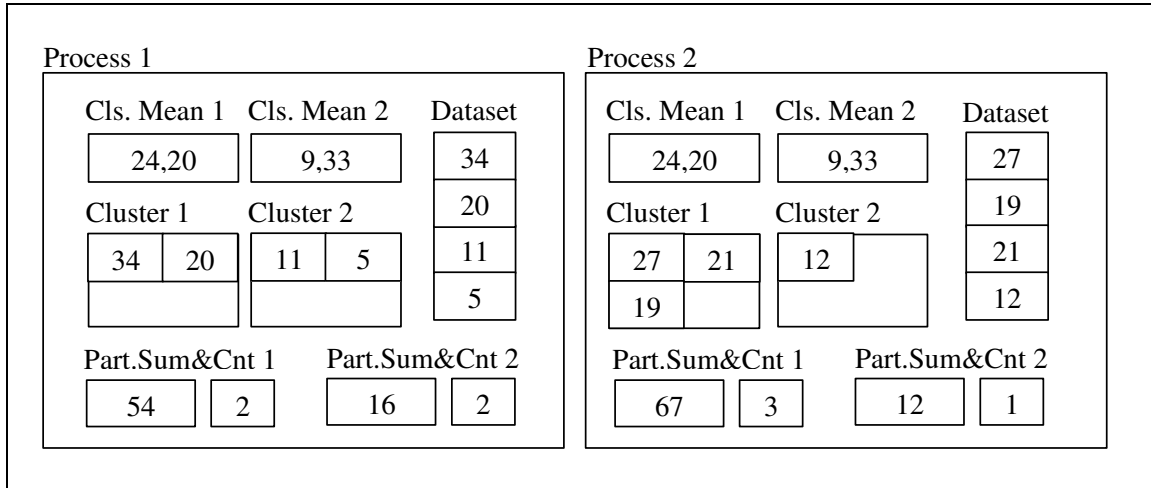 Process 1
Cls. Mean 1 Cls. Mean 2 Dataset
24,20 9,33 34
20
Cluster 1 Cluster 2
34 20 11 5 11
5
Part.Sum&Cnt 1 Part.Sum&Cnt 2
54 2 16 2
Process 2
Cls. Mean 1 Cls. Mean 2 Dataset
24,20 9,33 27
19
Cluster 1 Cluster 2
27 21 12 21
19 12
Part.Sum&Cnt 1 Part.Sum&Cnt 2
67 3 12 1